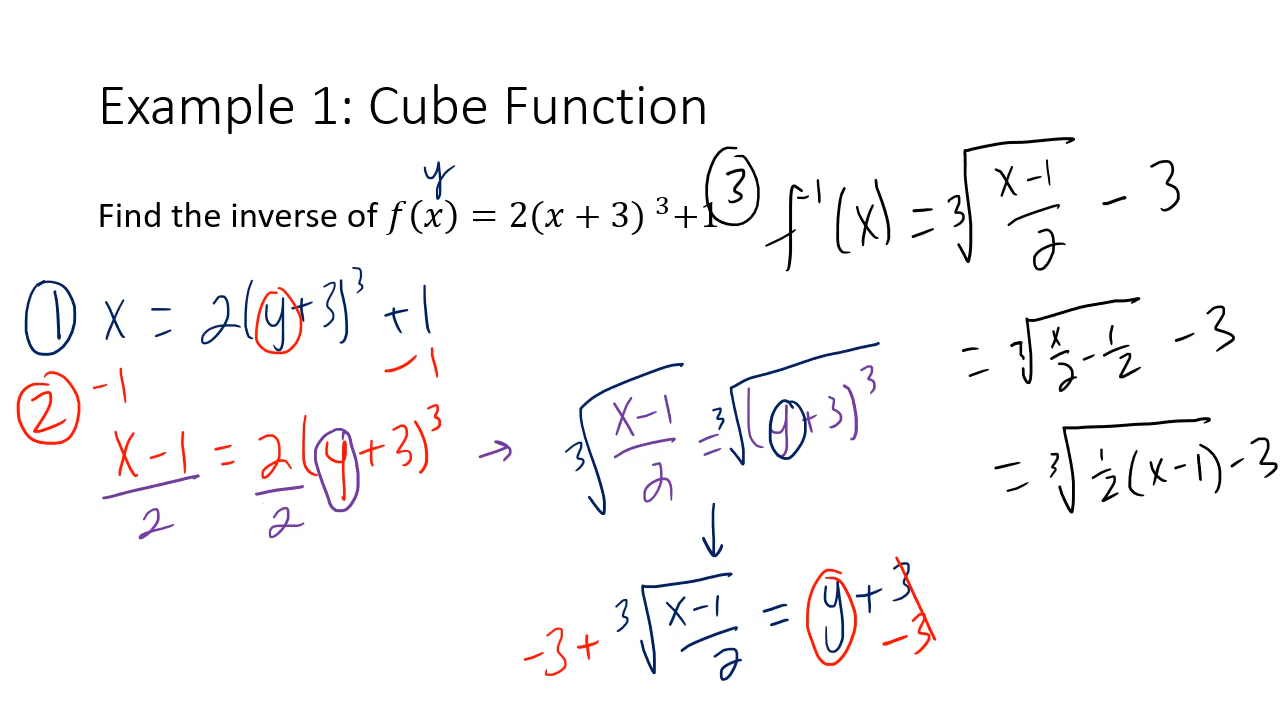 Example 1: Cube Function
y
Find the inverse of f(x) = 2(x + 3) ³+1
① x = 2(y+3)³ + 1
-1 -1
② x-1 = 2(y+3)³
2 2
→ ∛((x-1)/2) = ∛((y+3)³)
↓
-3 + ∛((x-1)/2) = y + 3
-3
③ f⁻¹(x) = ∛((x-1)/2) - 3
= ∛(x/2 - 1/2) - 3
= ∛(1/2(x-1)) - 3